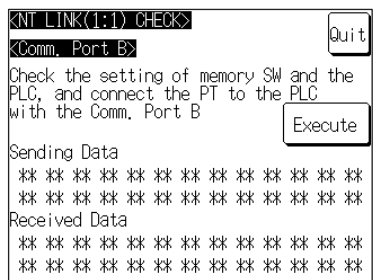 <NT LINK(1:1) CHECK>
Quit
<Comm. Port B>
Check the setting of memory SW and the
PLC, and connect the PT to the PLC
with the Comm. Port B
Execute
Sending Data
** ** ** ** ** ** ** ** ** ** ** ** **
** ** ** ** ** ** ** ** ** ** ** ** **
Received Data
** ** ** ** ** ** ** ** ** ** ** ** **
** ** ** ** ** ** ** ** ** ** ** ** **